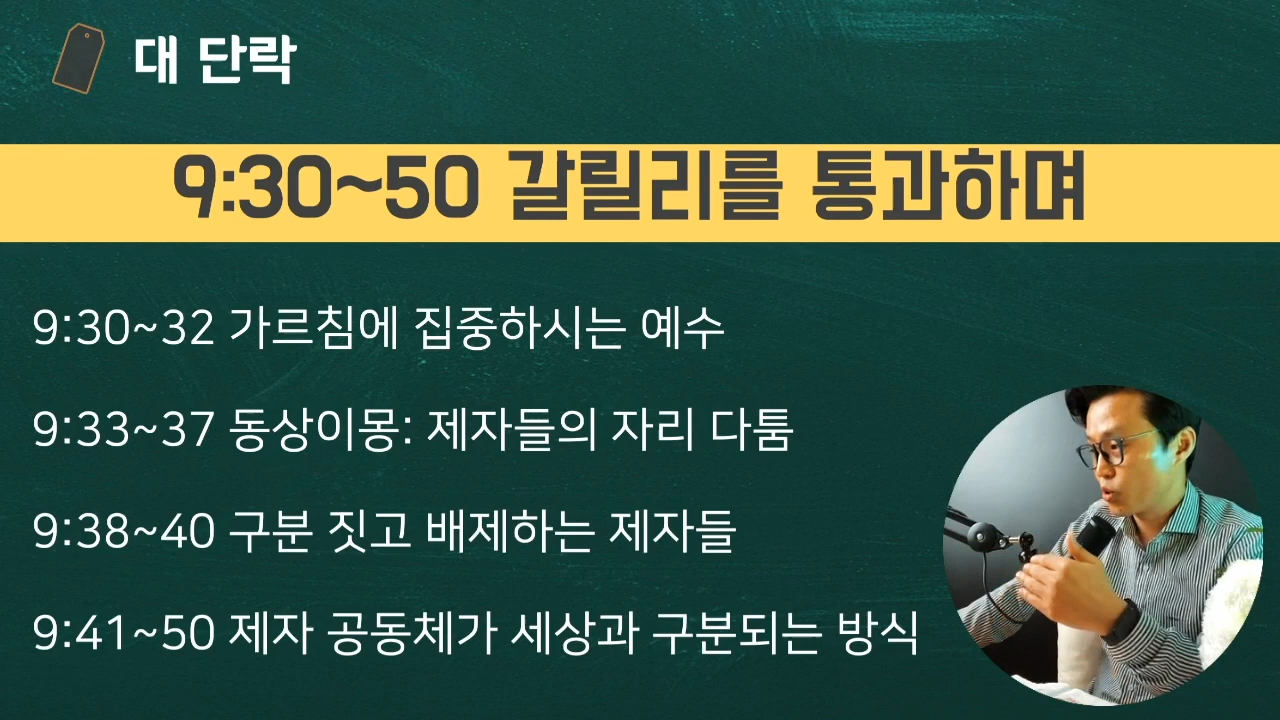 대 단락
9:30~50 갈릴리를 통과하며
9:30~32 가르침에 집중하시는 예수
9:33~37 동상이몽: 제자들의 자리 다툼
9:38~40 구분 짓고 배제하는 제자들
9:41~50 제자 공동체가 세상과 구분되는 방식